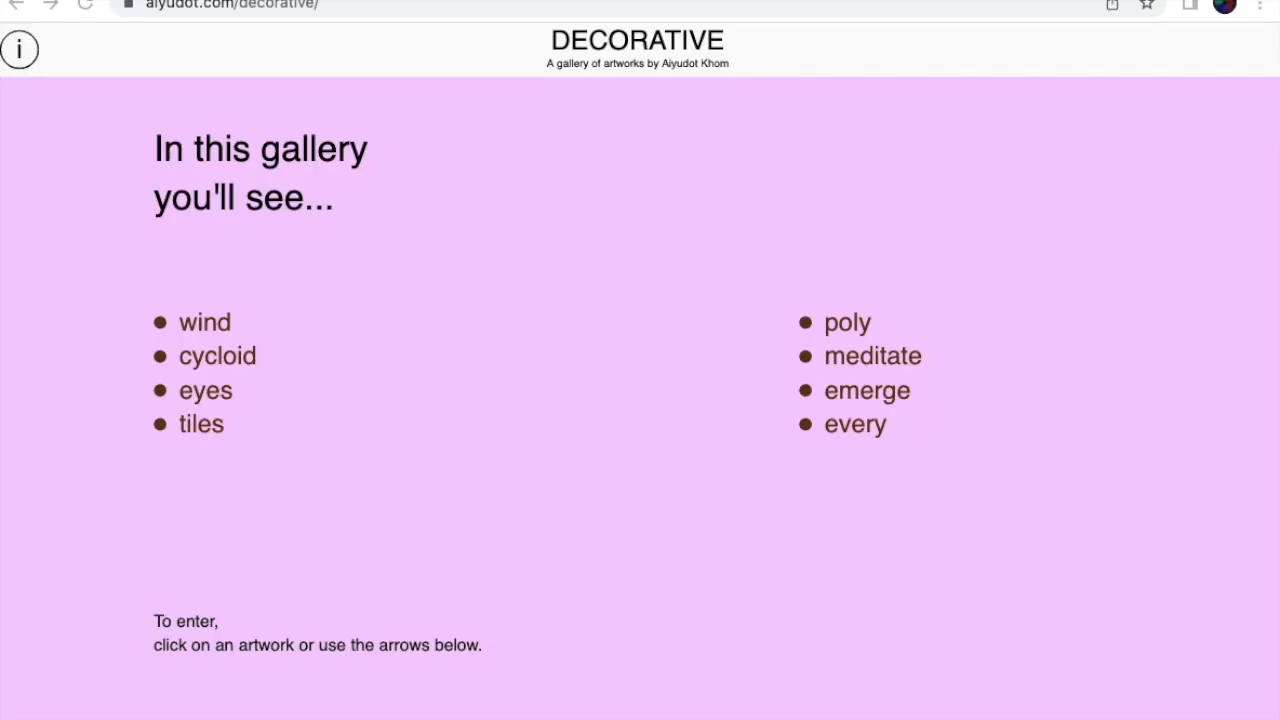 aiyudot.com/decorative/
i
DECORATIVE
A gallery of artworks by Aiyudot Khom
In this gallery
you'll see...
wind
cycloid
eyes
tiles
poly
meditate
emerge
every
To enter,
click on an artwork or use the arrows below.